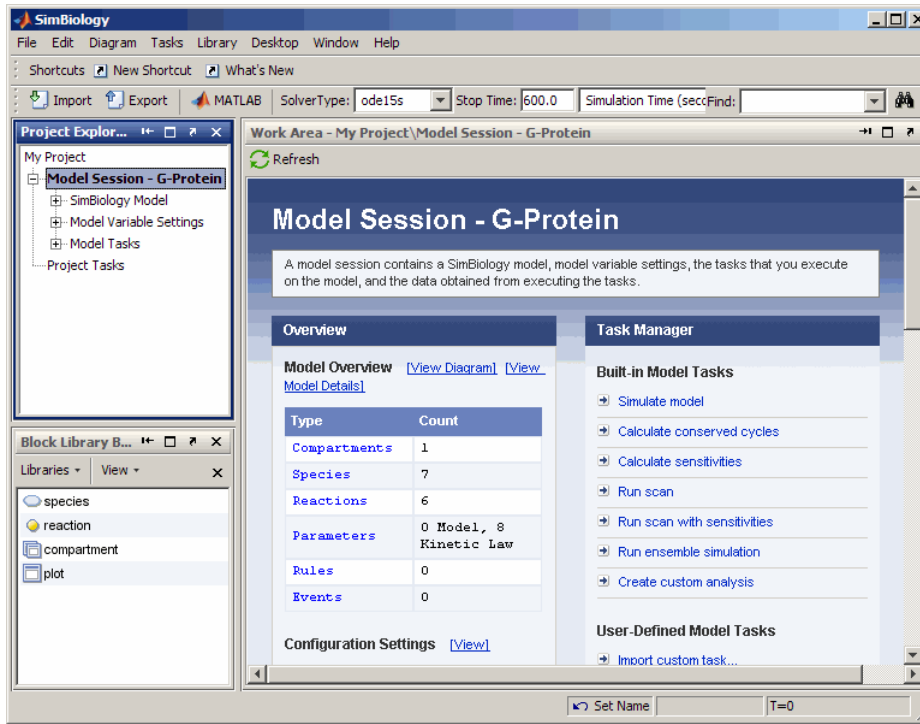 SimBiology
File Edit Diagram Tasks Library Desktop Window Help
Shortcuts New Shortcut What's New
Import Export MATLAB SolverType: ode15s Stop Time: 600.0 Simulation Time (secc Find:
Project Explor...
My Project
Model Session - G-Protein
SimBiology Model
Model Variable Settings
Model Tasks
Project Tasks
Block Library B...
Libraries View
species
reaction
compartment
plot
Work Area - My Project\Model Session - G-Protein
Refresh
Model Session - G-Protein
A model session contains a SimBiology model, model variable settings, the tasks that you execute
on the model, and the data obtained from executing the tasks.
Overview
Model Overview [View Diagram] [View
Model Details]
Type Count
Compartments 1
Species 7
Reactions 6
Parameters 0 Model, 8
Kinetic Law
Rules 0
Events 0
Configuration Settings [View]
Task Manager
Built-in Model Tasks
Simulate model
Calculate conserved cycles
Calculate sensitivities
Run scan
Run scan with sensitivities
Run ensemble simulation
Create custom analysis
User-Defined Model Tasks
Import custom task...
Set Name T=0